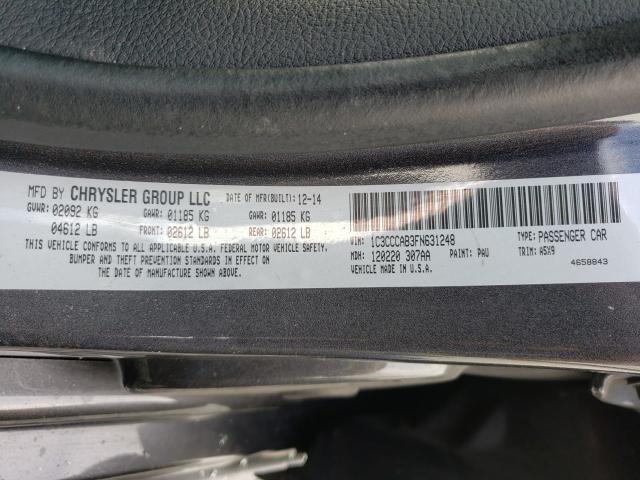 MFD BY CHRYSLER GROUP LLC DATE OF MFR(BUILT): 12-14
GVWR: 02092 KG GAWR: 01185 KG GAWR: 01185 KG
04612 LB FRONT: 02612 LB REAR: 02612 LB
THIS VEHICLE CONFORMS TO ALL APPLICABLE U.S.A. FEDERAL MOTOR VEHICLE SAFETY,
BUMPER AND THEFT PREVENTION STANDARDS IN EFFECT ON
THE DATE OF MANUFACTURE SHOWN ABOVE.
VIN: 1C3CCCAB3FN631248 TYPE: PASSENGER CAR
MDH: 120220 307AA PAINT: PAU TRIM: A5X9
VEHICLE MADE IN U.S.A. 4658843